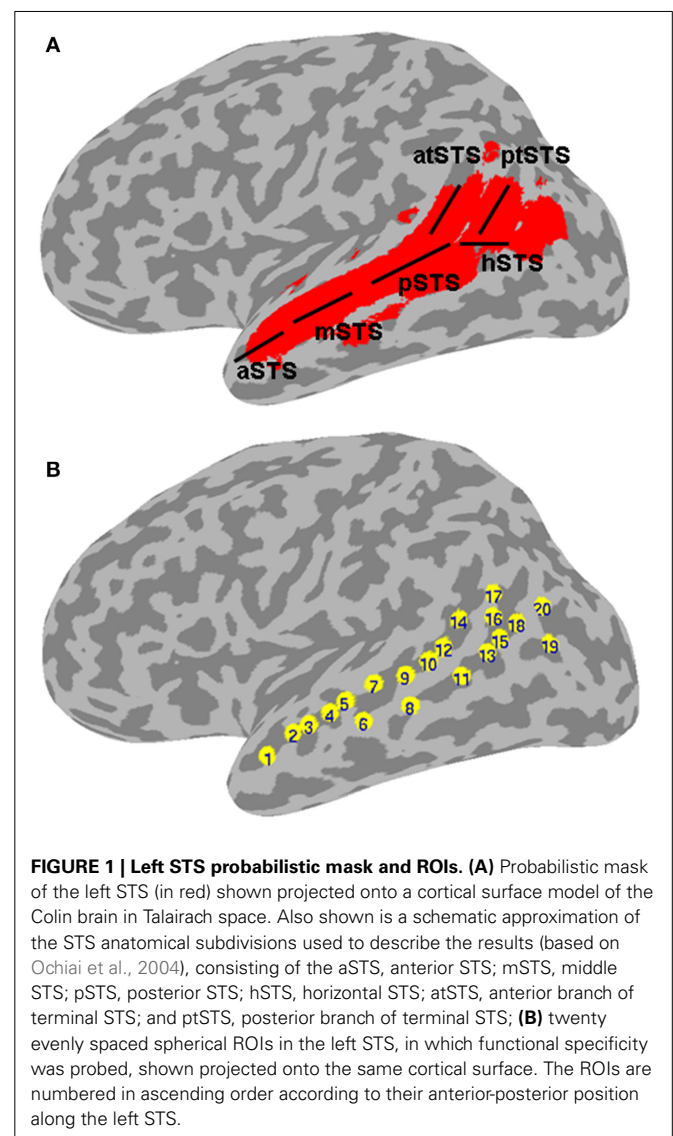 A
atSTS ptSTS
hSTS
pSTS
mSTS
aSTS
B
17
20
14
16
18
12
15
19
10
13
9
11
7
5
8
4
6
3
2
1
FIGURE 1 | Left STS probabilistic mask and ROIs. (A) Probabilistic mask
of the left STS (in red) shown projected onto a cortical surface model of the
Colin brain in Talairach space. Also shown is a schematic approximation of
the STS anatomical subdivisions used to describe the results (based on
Ochiai et al., 2004), consisting of the aSTS, anterior STS; mSTS, middle
STS; pSTS, posterior STS; hSTS, horizontal STS; atSTS, anterior branch of
terminal STS; and ptSTS, posterior branch of terminal STS; (B) twenty
evenly spaced spherical ROIs in the left STS, in which functional specificity
was probed, shown projected onto the same cortical surface. The ROIs are
numbered in ascending order according to their anterior-posterior position
along the left STS.